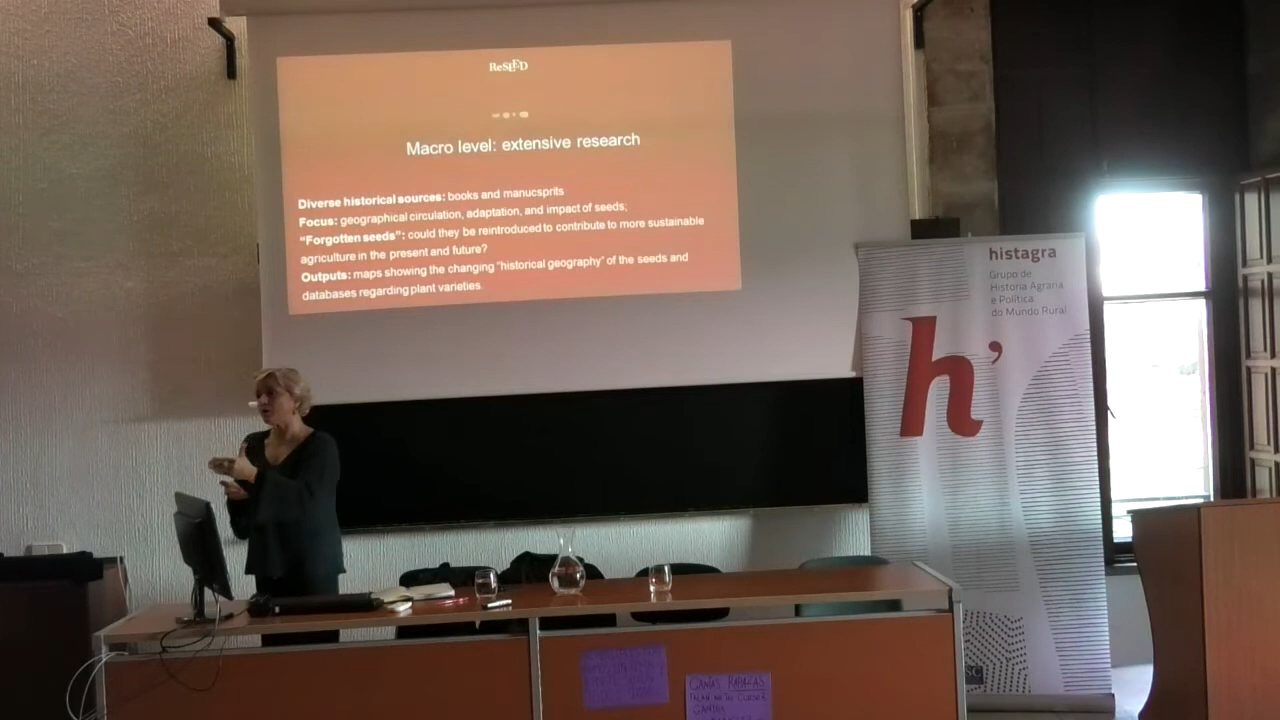 ReSEED
Macro level: extensive research
Diverse historical sources: books and manucsprits
Focus: geographical circulation, adaptation, and impact of seeds;
"Forgotten seeds": could they be reintroduced to contribute to more sustainable
agriculture in the present and future?
Outputs: maps showing the changing "historical geography" of the seeds and
databases regarding plant varieties.
histagra
Grupo de
Historia Agraria
e Política
do Mundo Rural
h'
SC
CANTAS RAPAZAS